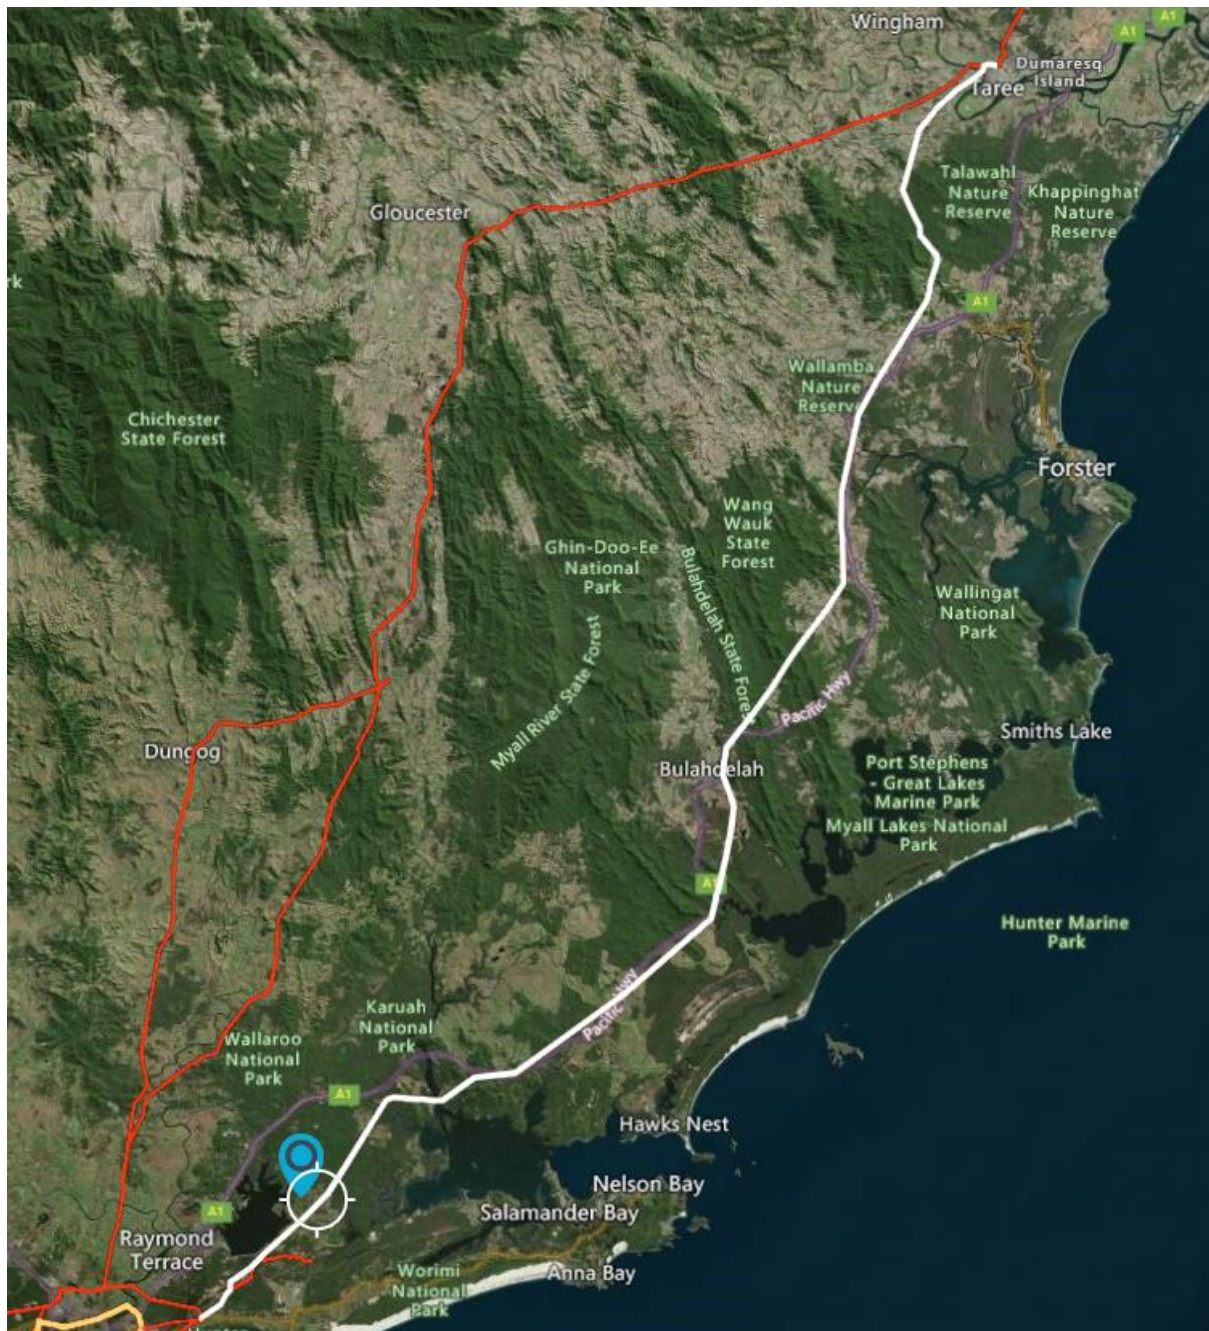 Wingham
A1
A1
Dumaresq
Island
Taree
Talawahl
Nature
Reserve
Khappinghat
Nature
Reserve
Gloucester
rk
A1
Wallamba
Nature
Reserve
Chichester
State Forest
Forster
Wang
Wauk
State
Forest
Ghin-Doo-Ee
National
Park
Bulahdelah State Forest
Wallingat
National
Park
Myall River State Forest
Pacific Hwy
Smiths Lake
Dungog
Bulahdelah
Port Stephens
- Great Lakes
Marine Park
Myall Lakes National
Park
A1
Hunter Marine
Park
Pacific Hwy
Karuah
National
Park
Wallaroo
National
Park
A1
Hawks Nest
Nelson Bay
A1
Salamander Bay
Raymond
Terrace
Anna Bay
Worimi
National
Park